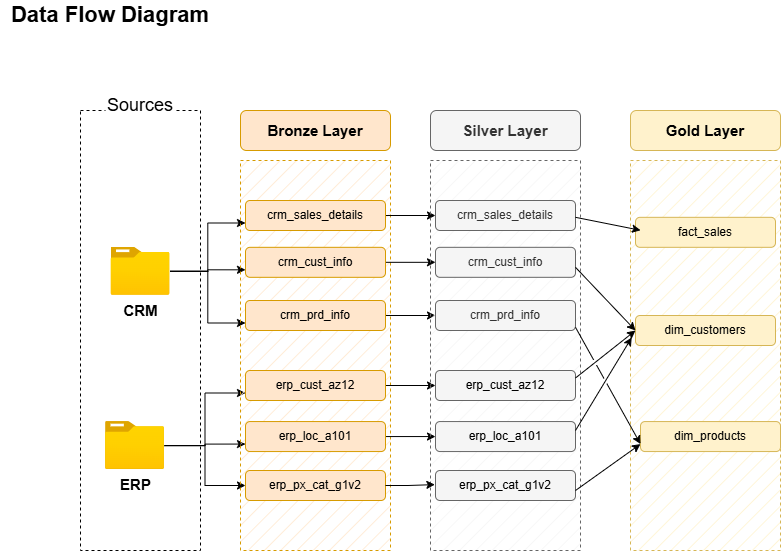 Data Flow Diagram
Sources
Bronze Layer
Silver Layer
Gold Layer
crm_sales_details
crm_sales_details
fact_sales
crm_cust_info
crm_cust_info
CRM
crm_prd_info
crm_prd_info
dim_customers
erp_cust_az12
erp_cust_az12
erp_loc_a101
erp_loc_a101
dim_products
ERP
erp_px_cat_g1v2
erp_px_cat_g1v2